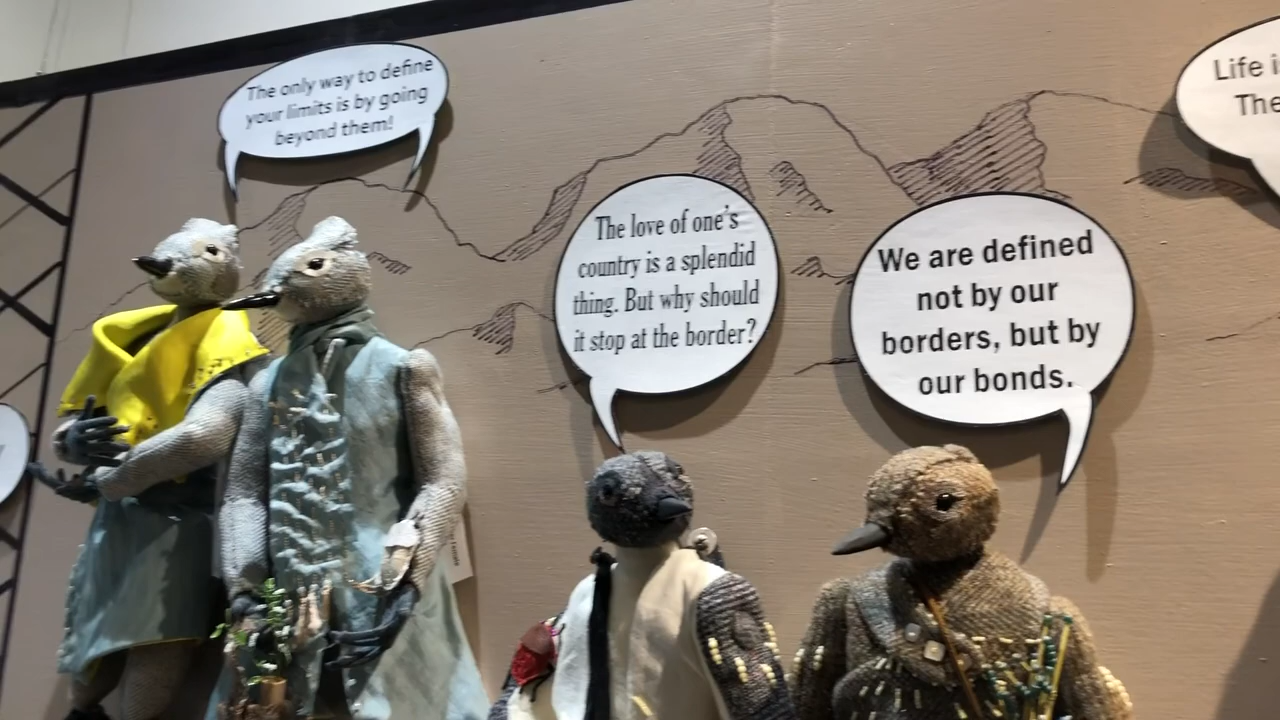 The only way to define
your limits is by going
beyond them!
The love of one's
country is a splendid
thing. But why should
it stop at the border?
We are defined
not by our
borders, but by
our bonds.
Life
The